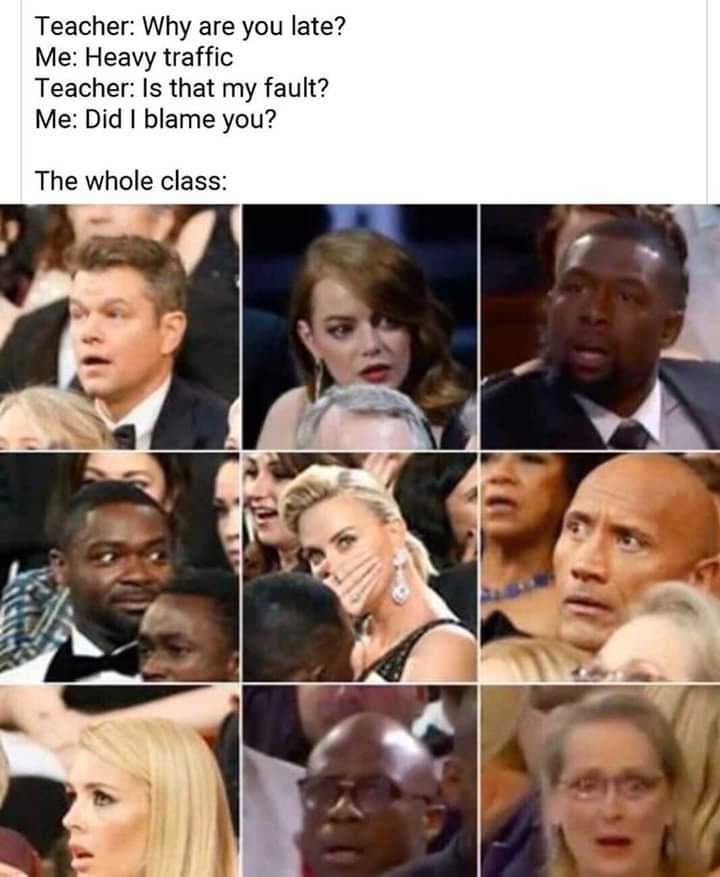 Teacher: Why are you late?
Me: Heavy traffic
Teacher: Is that my fault?
Me: Did I blame you?
The whole class: